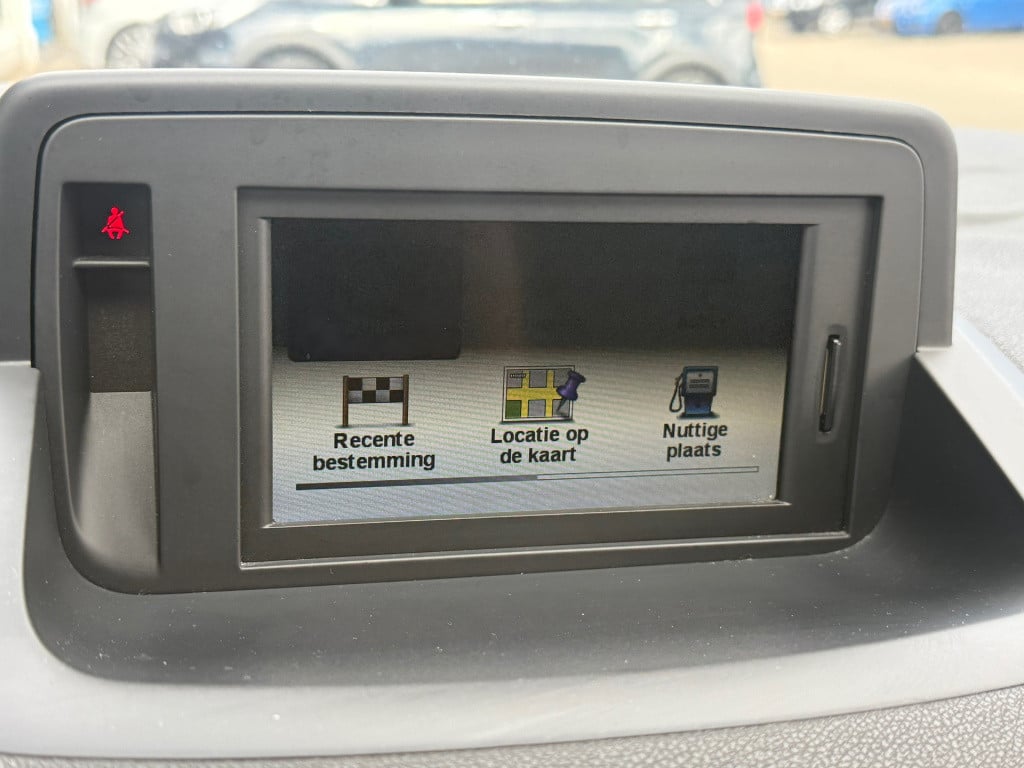 Recente
bestemming
Locatie op
de kaart
Nuttige
plaats